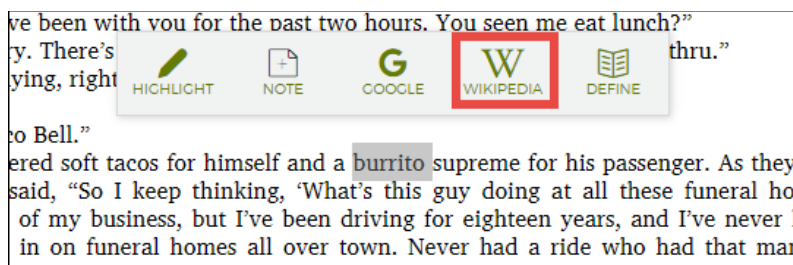 ve been with you for the past two hours. You seen me eat lunch?”
ry. There’s thru.”
ying, right
HIGHLIGHT NOTE GOOGLE WIKIPEDIA DEFINE
co Bell.”
ered soft tacos for himself and a burrito supreme for his passenger. As they
said, “So I keep thinking, ‘What’s this guy doing at all these funeral ho
of my business, but I’ve been driving for eighteen years, and I’ve never
in on funeral homes all over town. Never had a ride who had that mar